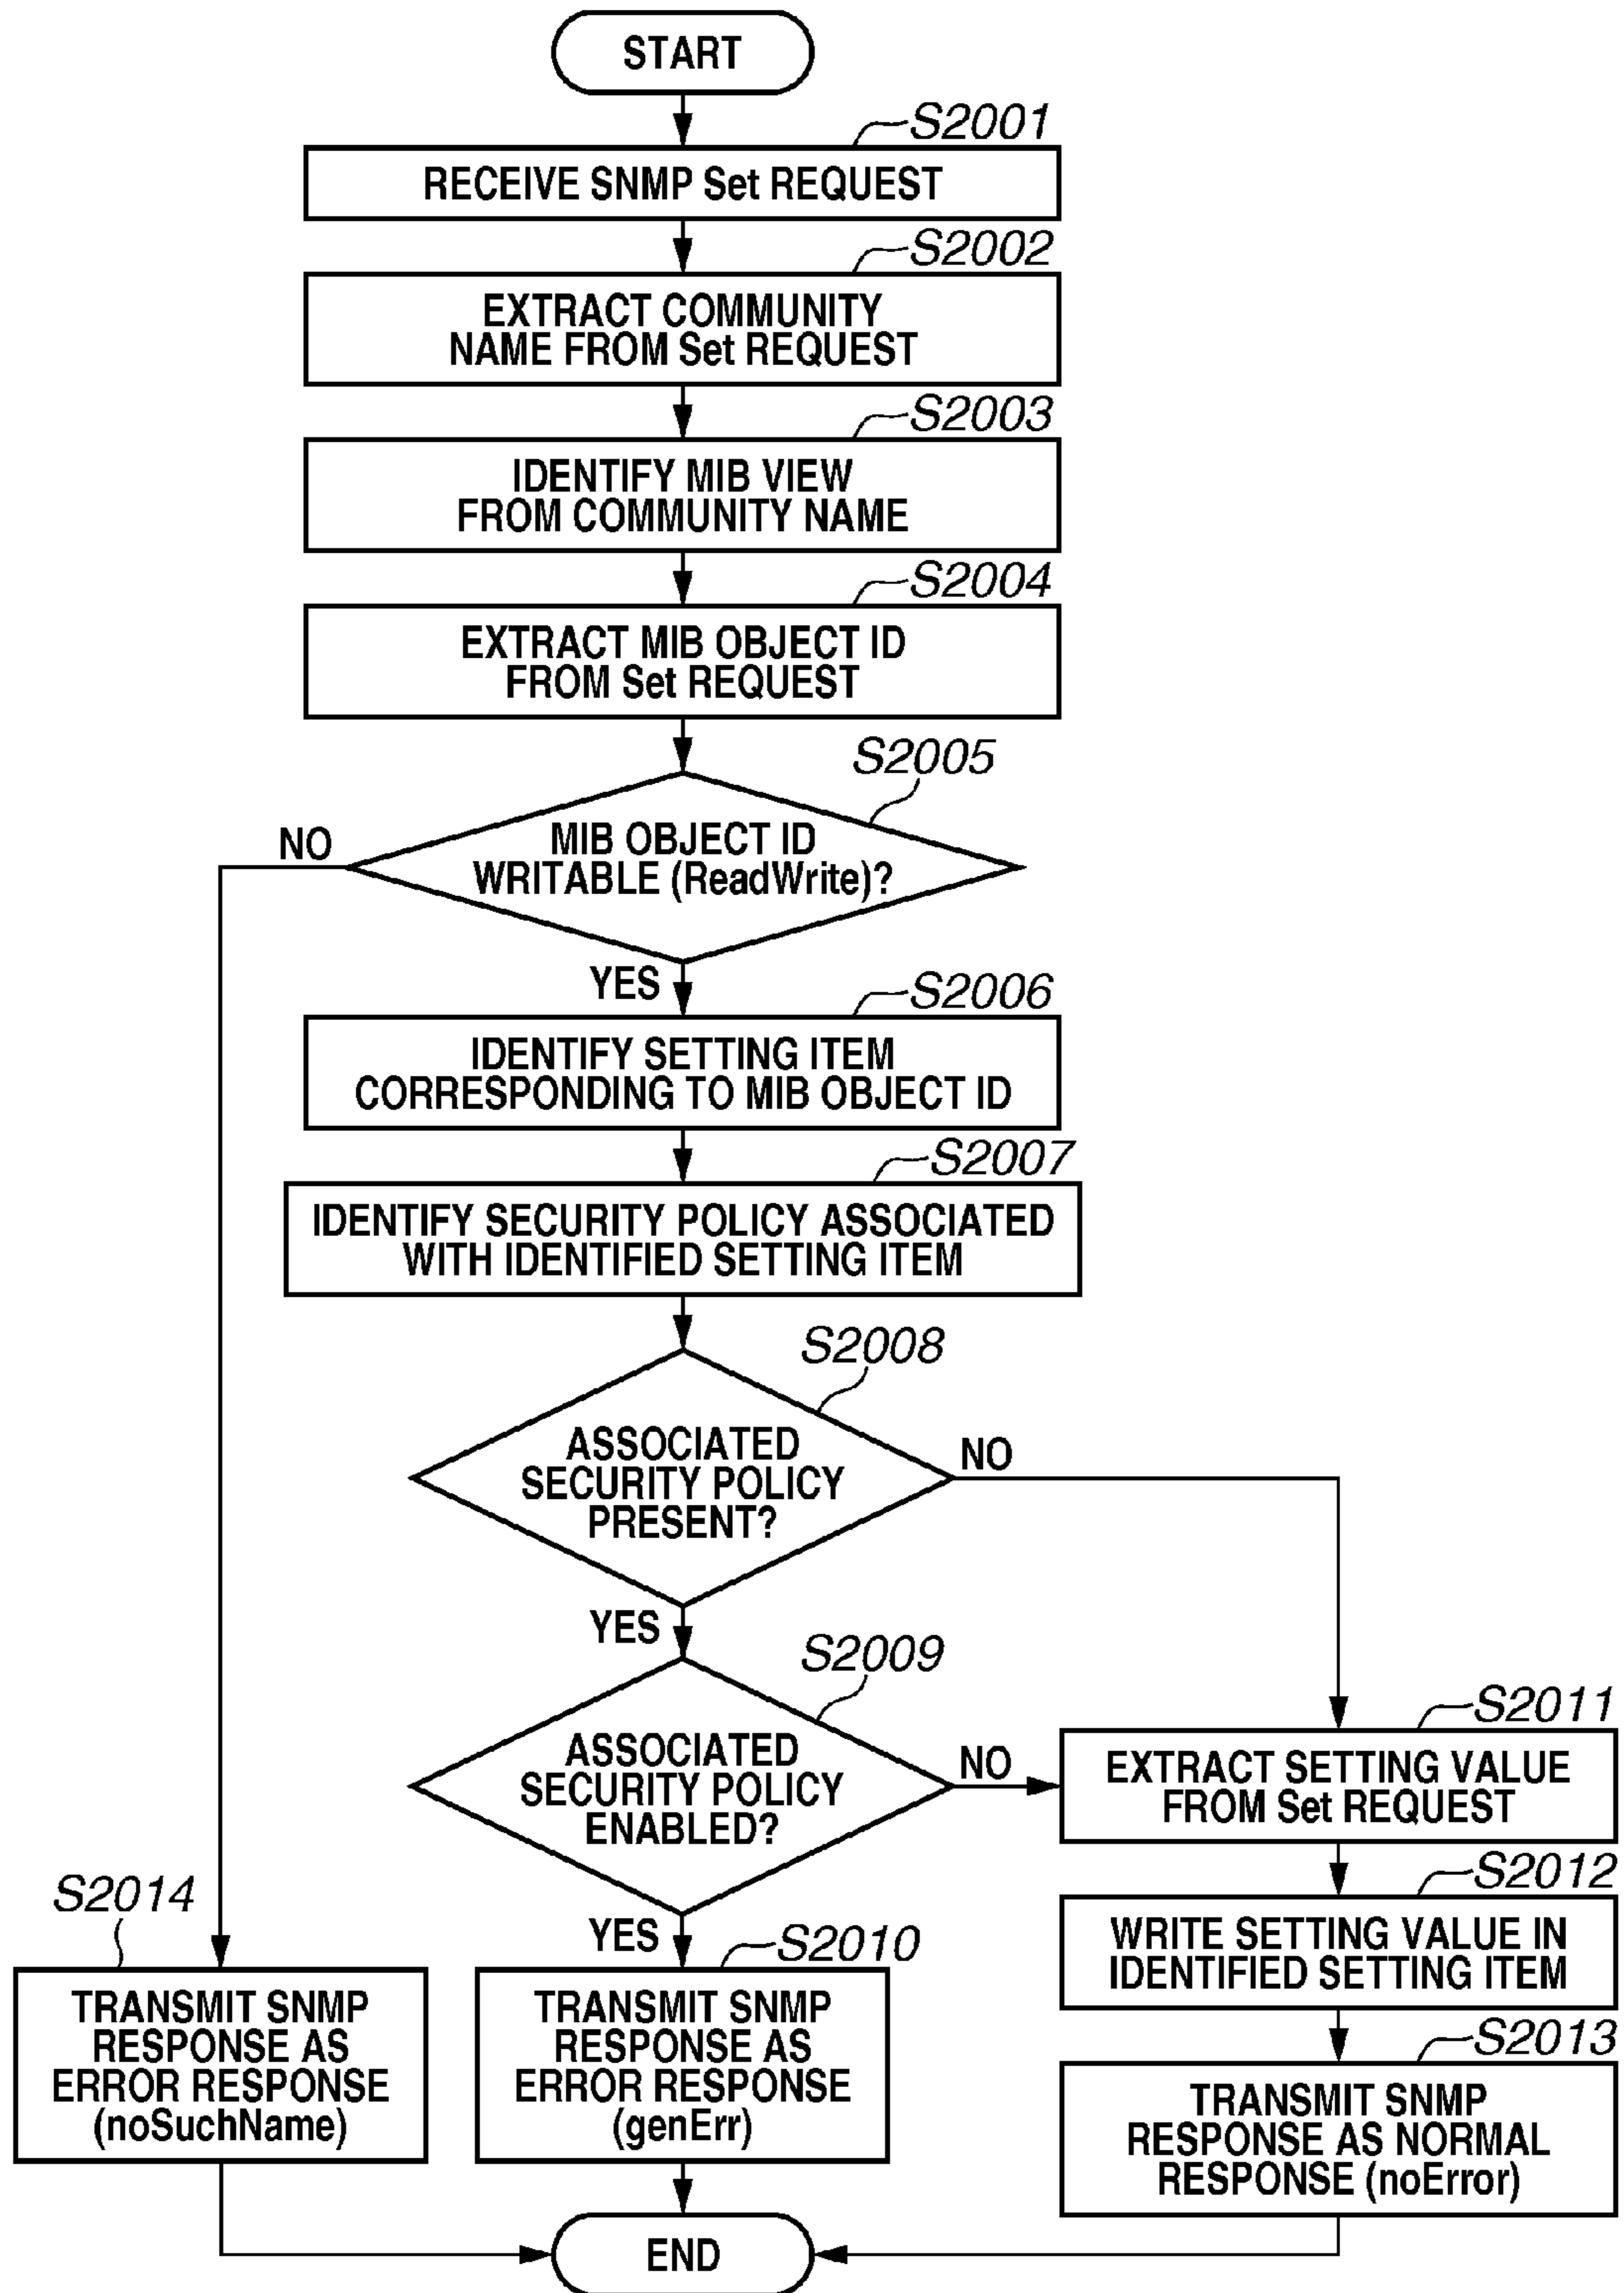 START
S2001
RECEIVE SNMP Set REQUEST
S2002
EXTRACT COMMUNITY
NAME FROM Set REQUEST
S2003
IDENTIFY MIB VIEW
FROM COMMUNITY NAME
S2004
EXTRACT MIB OBJECT ID
FROM Set REQUEST
S2005
NO
MIB OBJECT ID
WRITABLE (ReadWrite)?
YES
S2006
IDENTIFY SETTING ITEM
CORRESPONDING TO MIB OBJECT ID
S2007
IDENTIFY SECURITY POLICY ASSOCIATED
WITH IDENTIFIED SETTING ITEM
S2008
ASSOCIATED
SECURITY POLICY
PRESENT?
NO
YES
S2009
ASSOCIATED
SECURITY POLICY
ENABLED?
NO
S2011
EXTRACT SETTING VALUE
FROM Set REQUEST
S2012
WRITE SETTING VALUE IN
IDENTIFIED SETTING ITEM
S2013
TRANSMIT SNMP
RESPONSE AS NORMAL
RESPONSE (noError)
YES
S2010
TRANSMIT SNMP
RESPONSE AS
ERROR RESPONSE
(genErr)
S2014
TRANSMIT SNMP
RESPONSE AS
ERROR RESPONSE
(noSuchName)
END